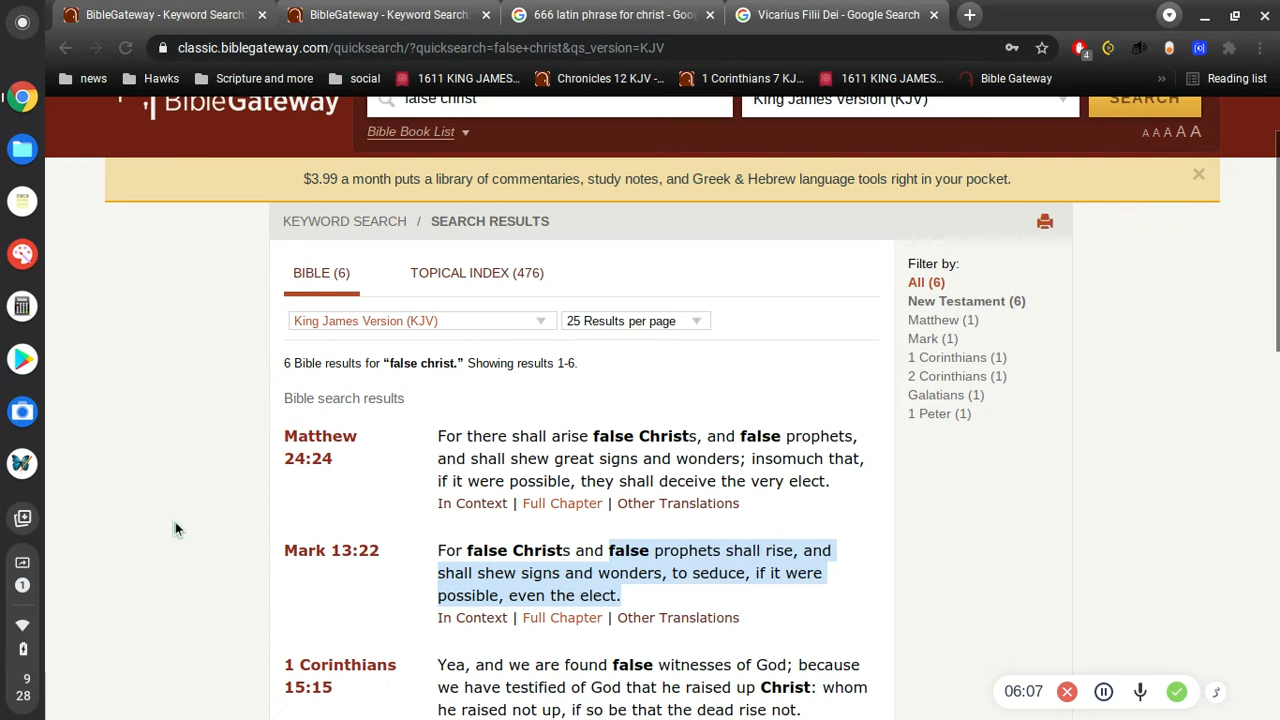 BibleGateway - Keyword Search:
BibleGateway - Keyword Search:
666 latin phrase for christ - Goo
Vicarius Filii Dei - Google Search
classic.biblegateway.com/quicksearch/?quicksearch=false+christ&qs_version=KJV
4
news
Hawks
Scripture and more
social
1611 KING JAMES...
Chronicles 12 KJV -...
1 Corinthians 7 KJ...
1611 KING JAMES...
Bible Gateway
»
Reading list
BibleGateway
false christ
King James Version (KJV)
SEARCH
Bible Book List
A A A A A
$3.99 a month puts a library of commentaries, study notes, and Greek & Hebrew language tools right in your pocket.
KEYWORD SEARCH / SEARCH RESULTS
BIBLE (6)
TOPICAL INDEX (476)
King James Version (KJV)
25 Results per page
6 Bible results for “false christ.” Showing results 1-6.
Bible search results
Matthew
24:24
For there shall arise false Christs, and false prophets,
and shall shew great signs and wonders; insomuch that,
if it were possible, they shall deceive the very elect.
In Context | Full Chapter | Other Translations
Mark 13:22
For false Christs and false prophets shall rise, and
shall shew signs and wonders, to seduce, if it were
possible, even the elect.
In Context | Full Chapter | Other Translations
1 Corinthians
15:15
Yea, and we are found false witnesses of God; because
we have testified of God that he raised up Christ: whom
he raised not up, if so be that the dead rise not.
Filter by:
All (6)
New Testament (6)
Matthew (1)
Mark (1)
1 Corinthians (1)
2 Corinthians (1)
Galatians (1)
1 Peter (1)
1
9
28
06:07